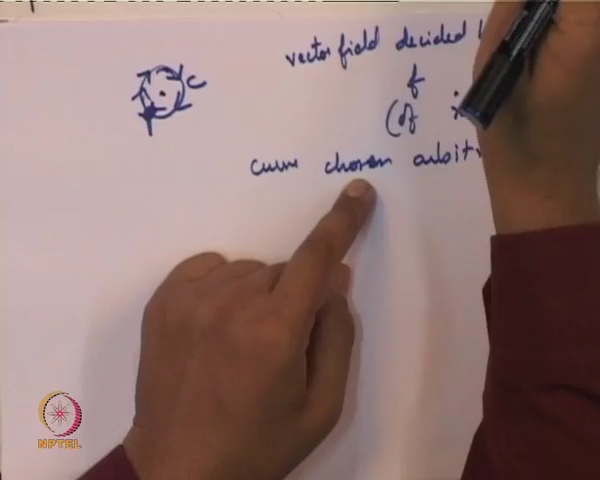 vector field decided
C
f
(of
curve chosen arbit
NPTEL